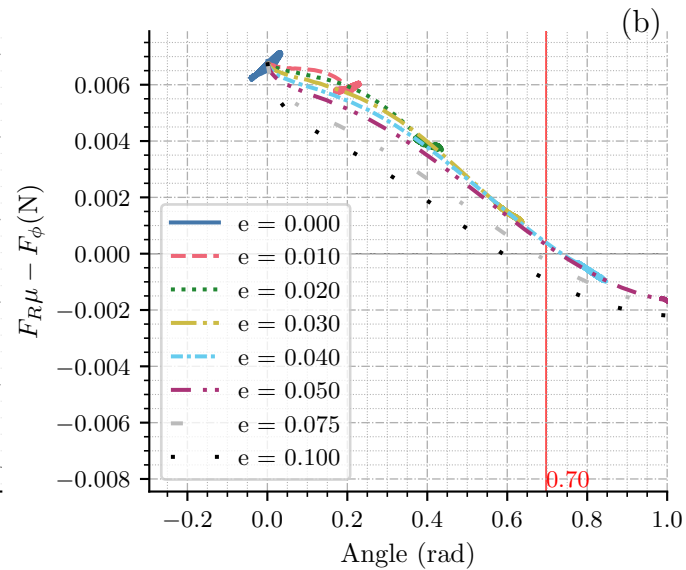 (b)
0.006
0.004
0.002
0.000
−0.002
−0.004
−0.006
−0.008
F_R μ − F_ϕ (N)
e = 0.000
e = 0.010
e = 0.020
e = 0.030
e = 0.040
e = 0.050
e = 0.075
e = 0.100
0.70
−0.2 0.0 0.2 0.4 0.6 0.8 1.0
Angle (rad)